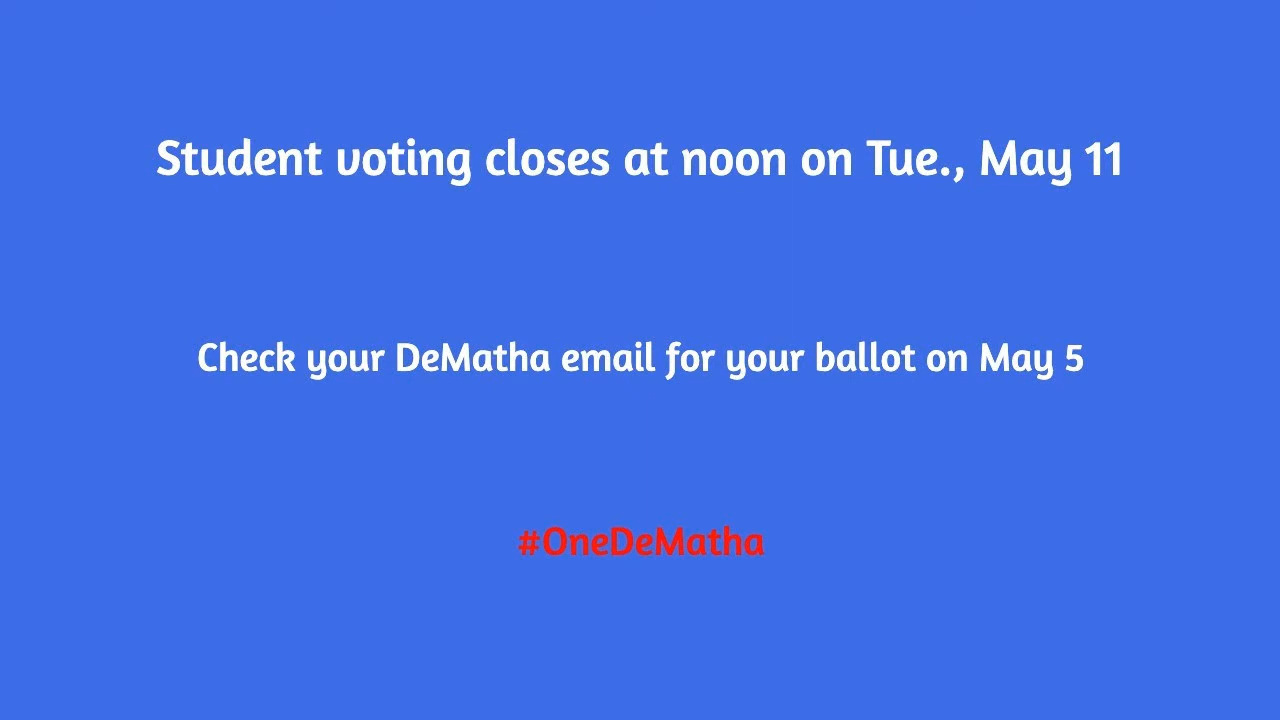 Student voting closes at noon on Tue., May 11
Check your DeMatha email for your ballot on May 5
#OneDeMatha